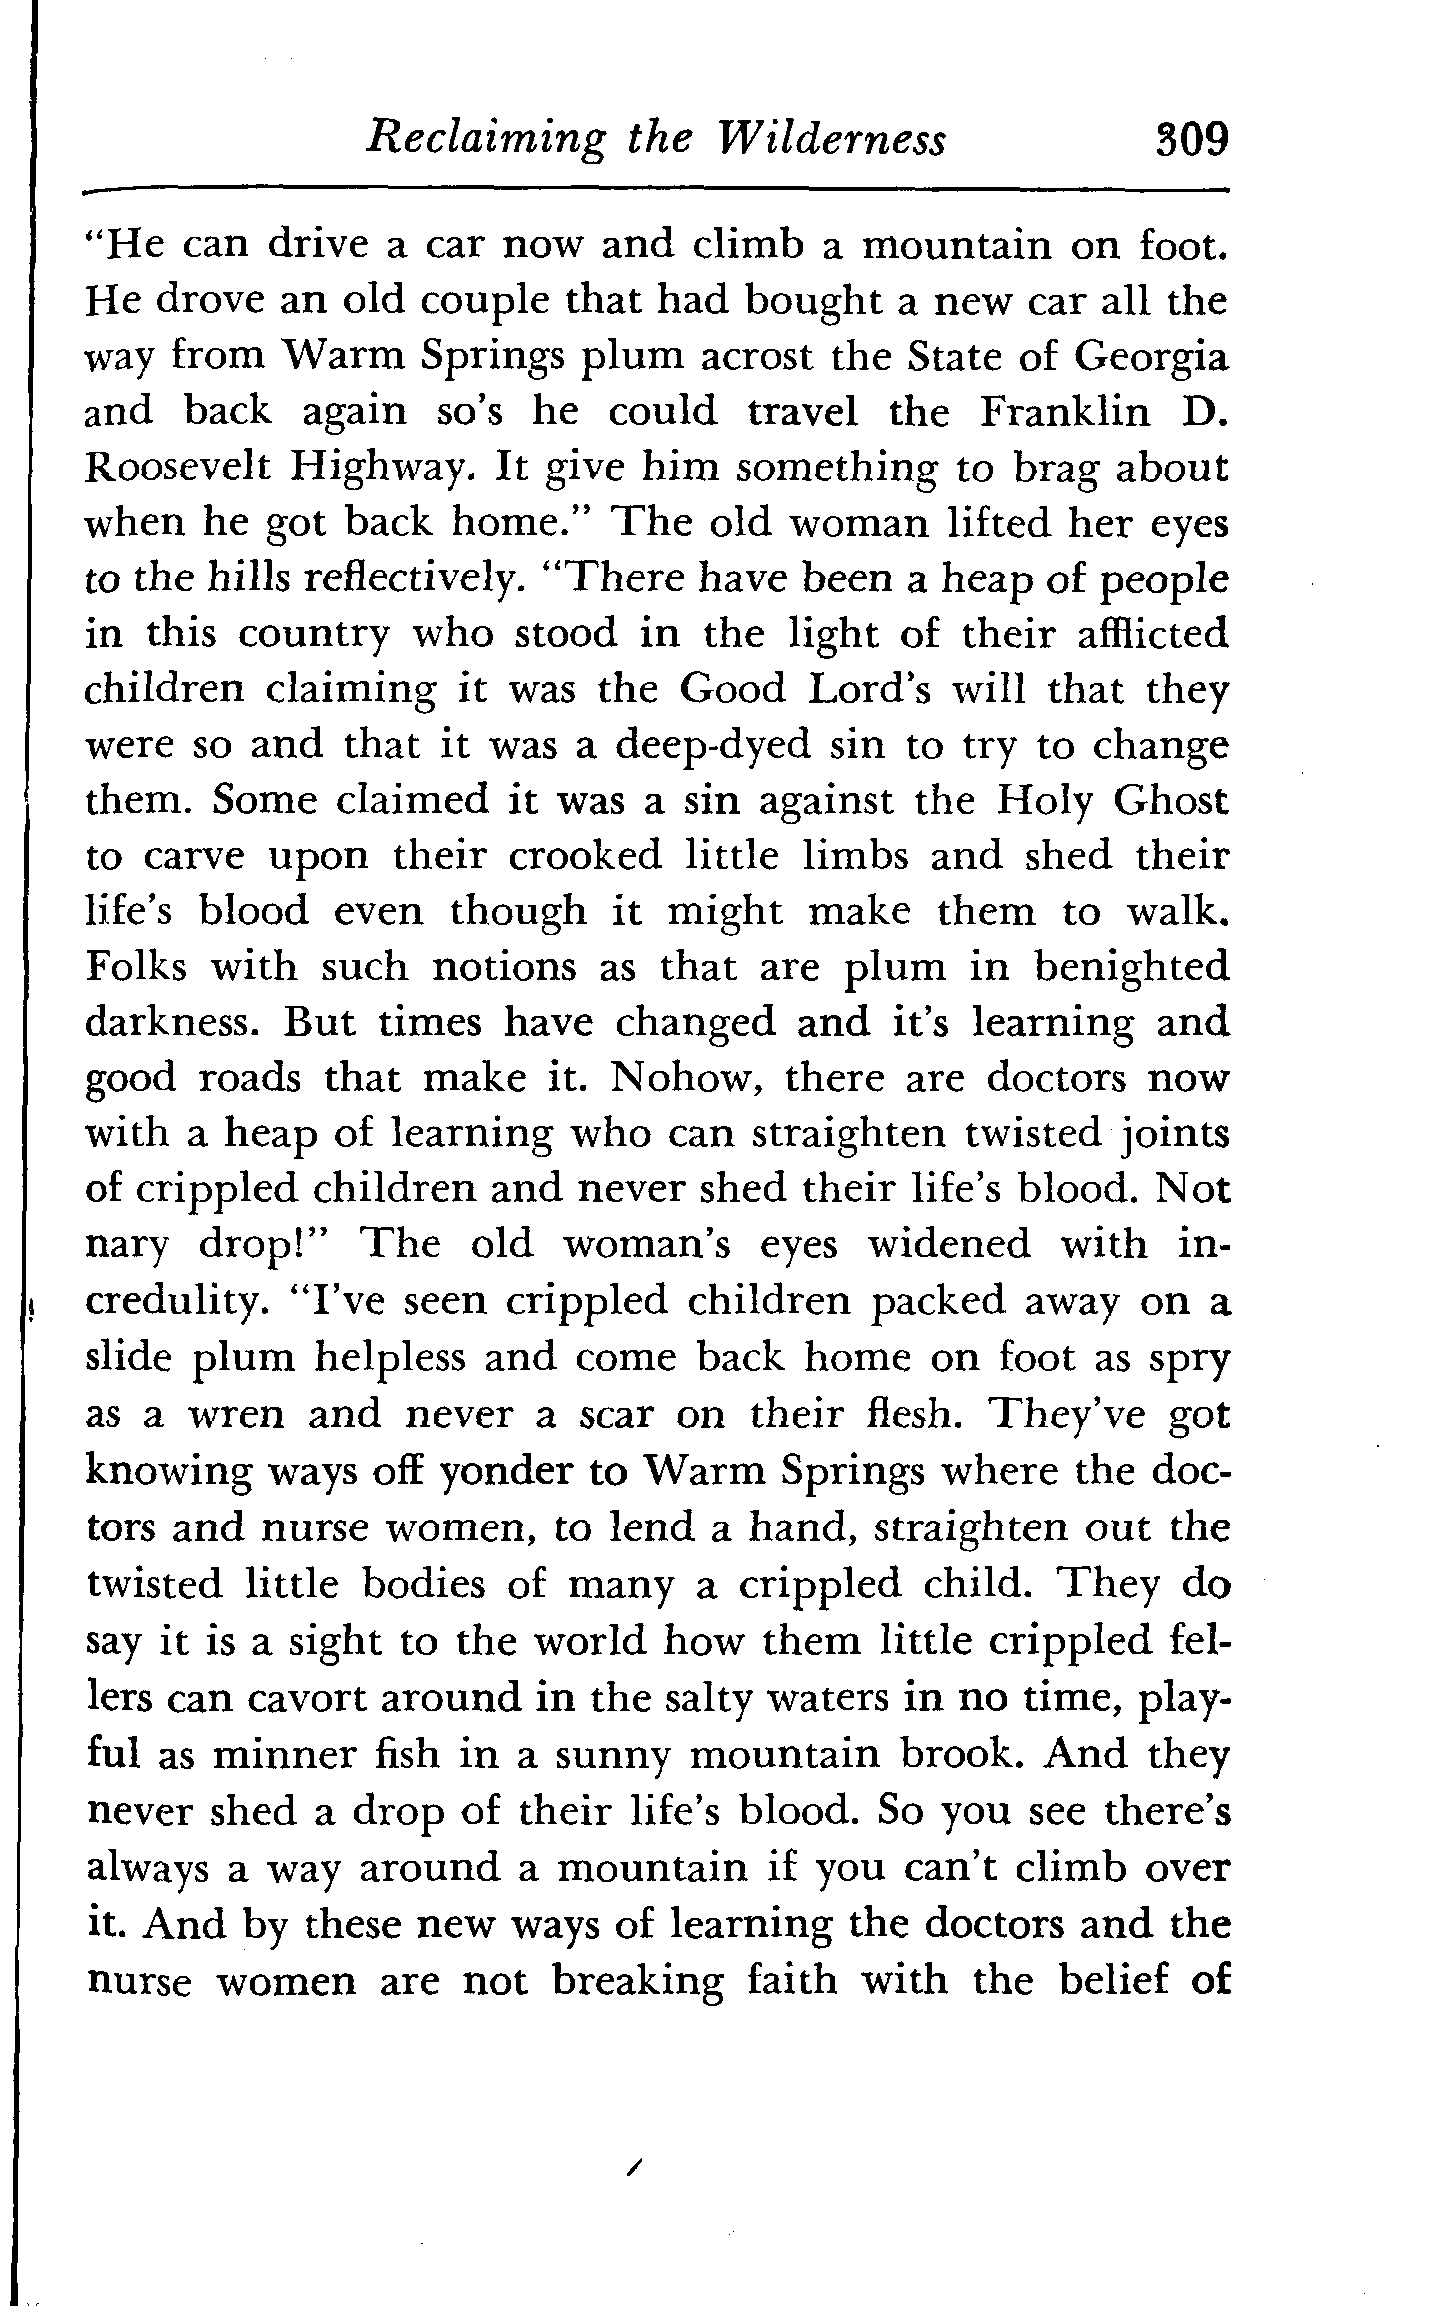 Reclaiming the Wilderness 309
“He can drive a car now and climb a mountain on foot.
He drove an old couple that had bought a new car all the
way from Warm Springs plum acrost the State of Georgia
and back again so’s he could travel the Franklin D.
Roosevelt Highway. It give him something to brag about
when he got back home.” The old woman lifted her eyes
to the hills reflectively. “There have been a heap of people
in this country who stood in the light of their afflicted
children claiming it was the Good Lord’s will that they
were so and that it was a deep-dyed sin to try to change
them. Some claimed it was a sin against the Holy Ghost
to carve upon their crooked little limbs and shed their
life’s blood even though it might make them to walk.
Folks with such notions as that are plum in benighted
darkness. But times have changed and it’s learning and
good roads that make it. Nohow, there are doctors now
with a heap of learning who can straighten twisted joints
of crippled children and never shed their life’s blood. Not
nary drop!” The old woman’s eyes widened with in-
credulity. “I’ve seen crippled children packed away on a
slide plum helpless and come back home on foot as spry
as a wren and never a scar on their flesh. They’ve got
knowing ways off yonder to Warm Springs where the doc-
tors and nurse women, to lend a hand, straighten out the
twisted little bodies of many a crippled child. They do
say it is a sight to the world how them little crippled fel-
lers can cavort around in the salty waters in no time, play-
ful as minner fish in a sunny mountain brook. And they
never shed a drop of their life’s blood. So you see there’s
always a way around a mountain if you can’t climb over
it. And by these new ways of learning the doctors and the
nurse women are not breaking faith with the belief of